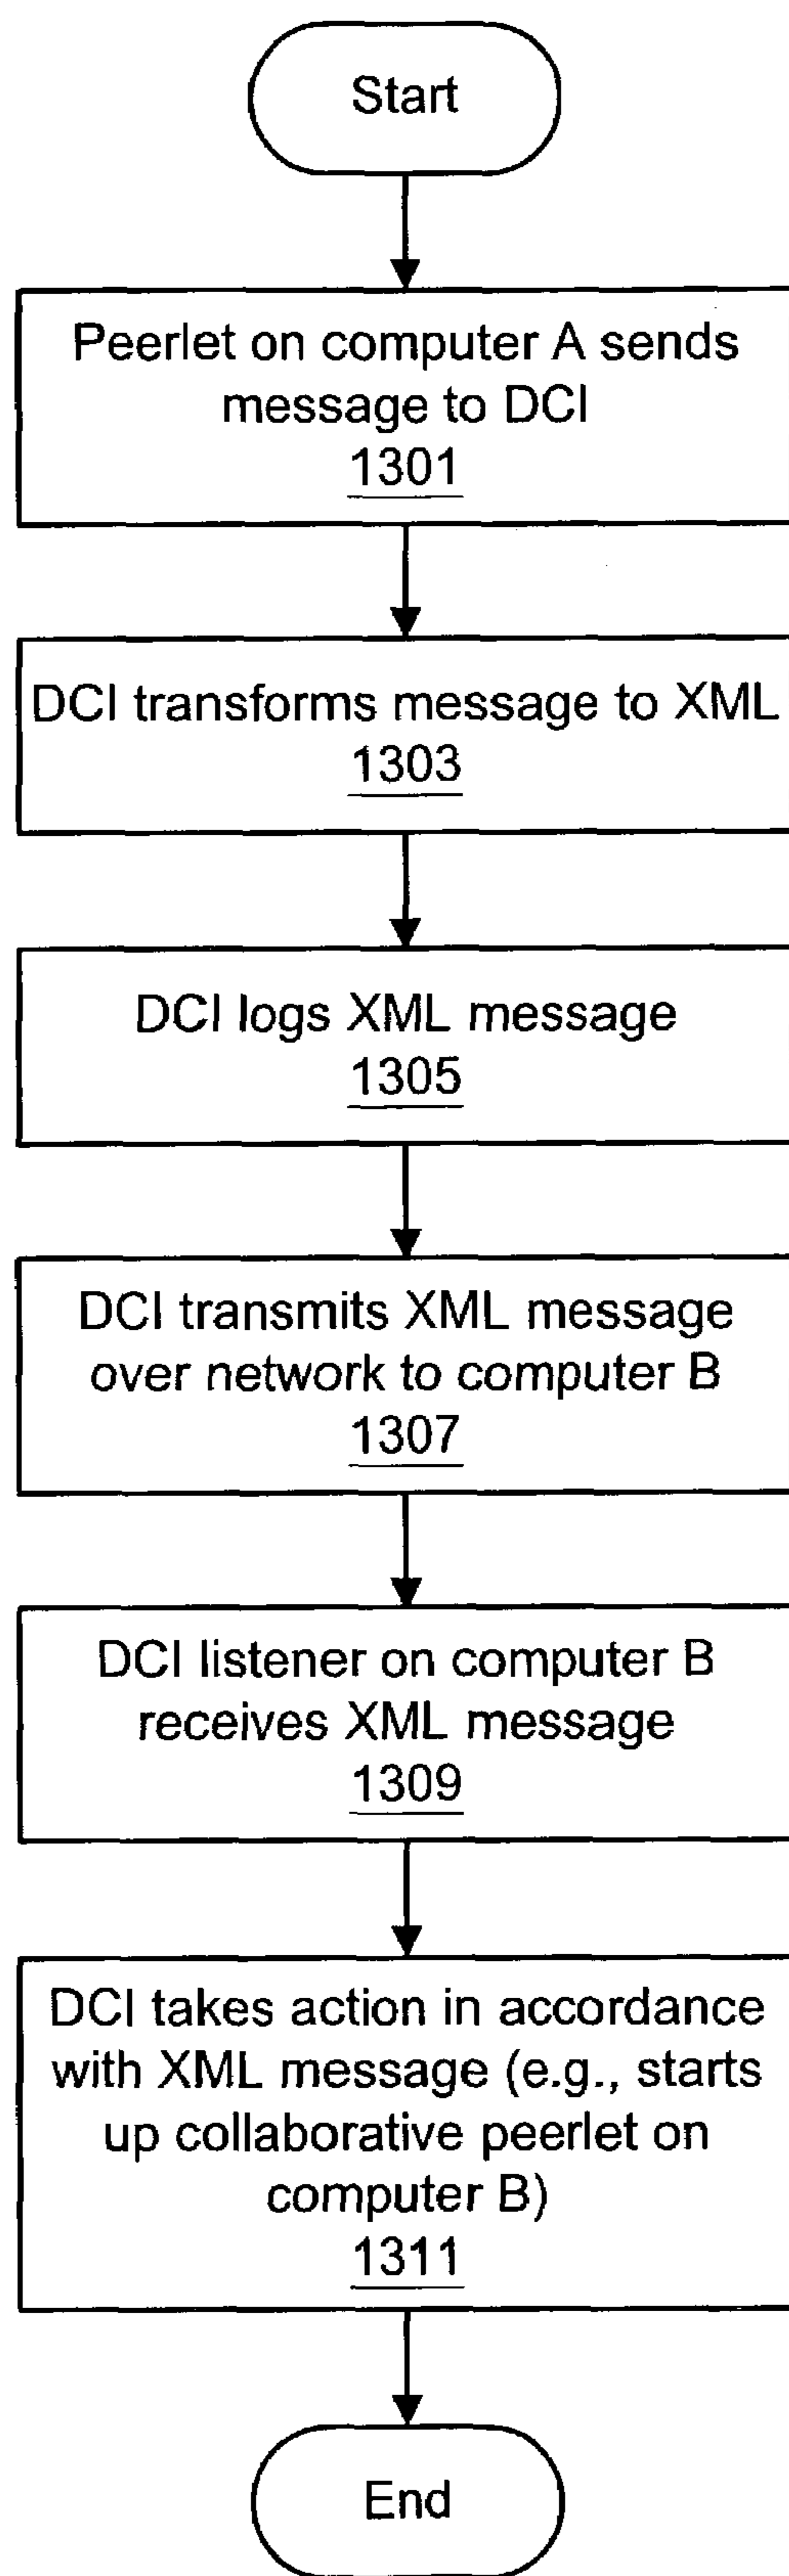 Start
Peerlet on computer A sends
message to DCI
1301
DCI transforms message to XML
1303
DCI logs XML message
1305
DCI transmits XML message
over network to computer B
1307
DCI listener on computer B
receives XML message
1309
DCI takes action in accordance
with XML message (e.g., starts
up collaborative peerlet on
computer B)
1311
End